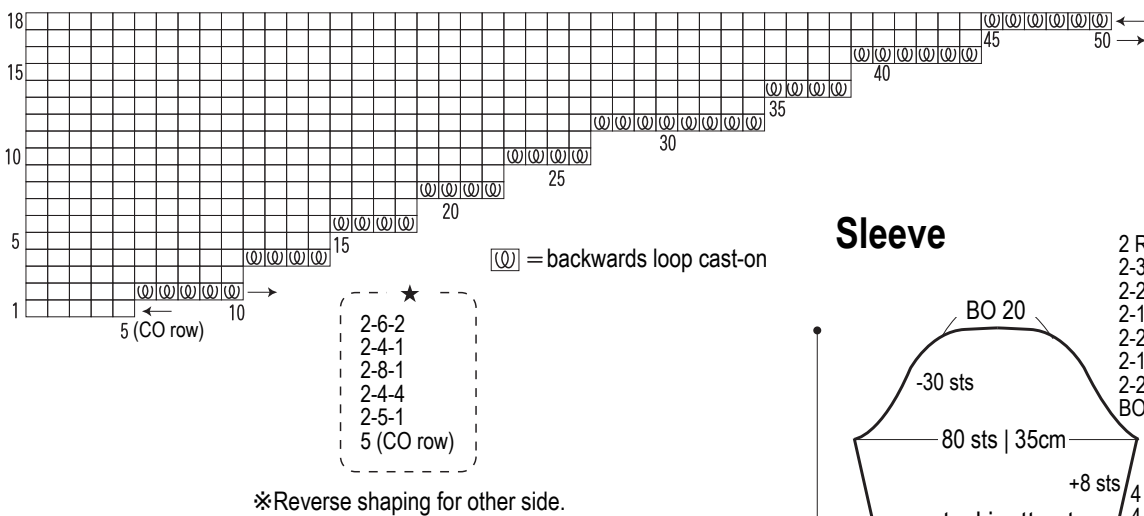 18
45
50
40
15
35
30
10
25
20
5
15
= backwards loop cast-on
1
10
5 (CO row)
★
2-6-2
2-4-1
2-8-1
2-4-4
2-5-1
5 (CO row)
※Reverse shaping for other side.
Sleeve
2 R
2-3
2-2
2-1
2-2
2-1
2-2
BO
BO 20
-30 sts
80 sts | 35cm
+8 sts
4